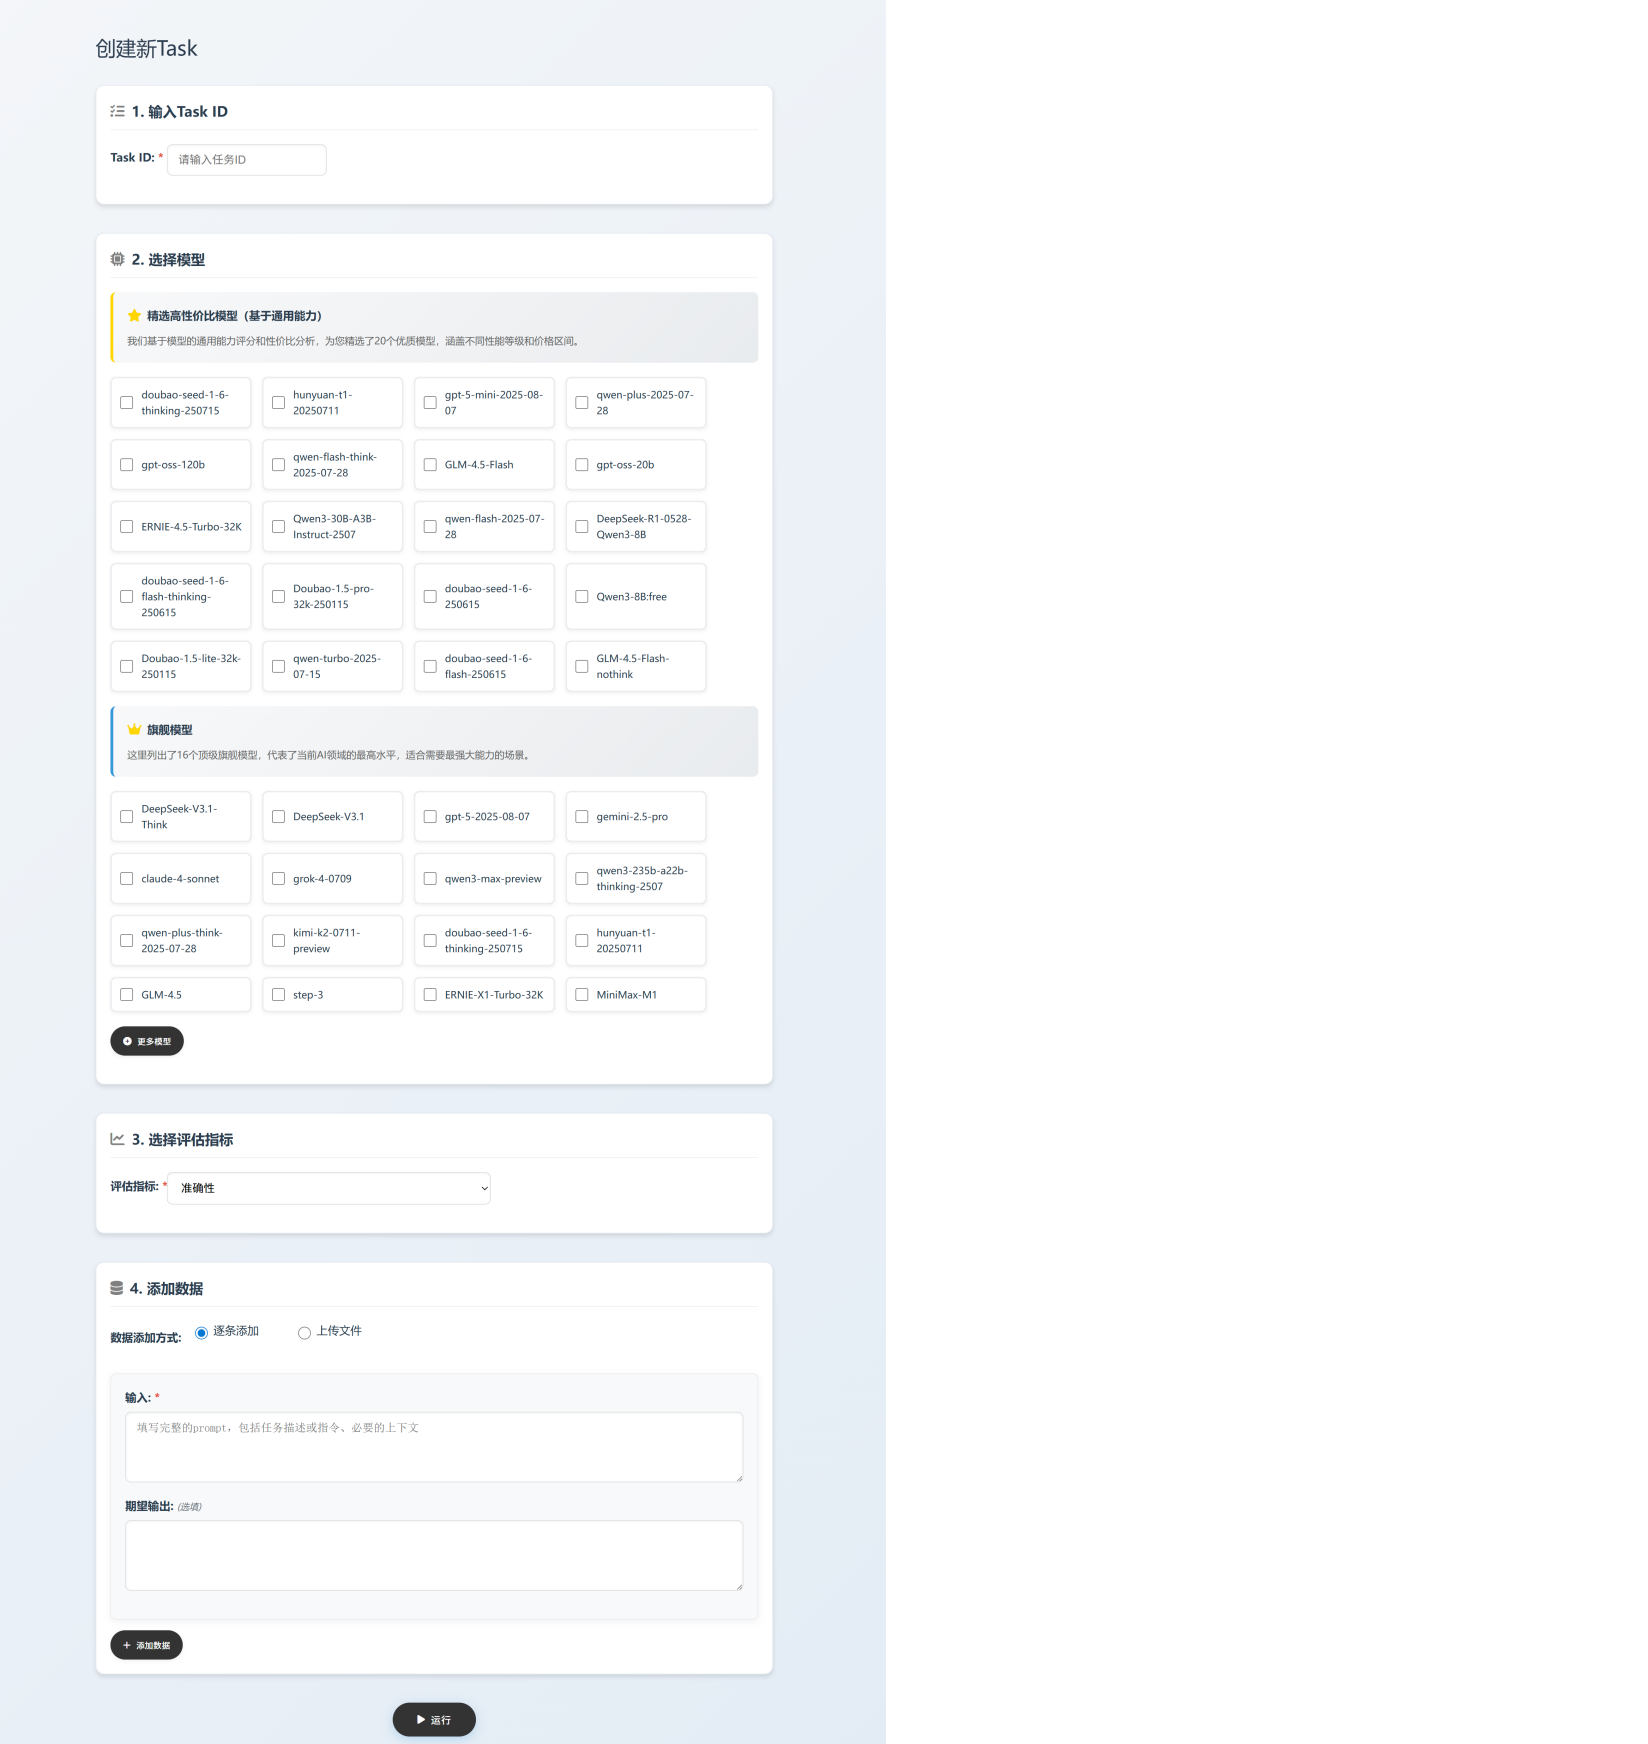 创建新Task
1. 输入Task ID
Task ID: * 请输入任务ID
2. 选择模型
精选高性价比模型（基于通用能力）
我们基于模型的通用能力评分和性价比分析，为您精选了20个优质模型，涵盖不同性能等级和价格区间。
doubao-seed-1-6-
thinking-250715
hunyuan-t1-
20250711
gpt-5-mini-2025-08-
07
qwen-plus-2025-07-
28
gpt-oss-120b
qwen-flash-think-
2025-07-28
GLM-4.5-Flash
gpt-oss-20b
ERNIE-4.5-Turbo-32K
Qwen3-30B-A3B-
Instruct-2507
qwen-flash-2025-07-
28
DeepSeek-R1-0528-
Qwen3-8B
doubao-seed-1-6-
flash-thinking-
250615
Doubao-1.5-pro-
32k-250115
doubao-seed-1-6-
250615
Qwen3-8B:free
Doubao-1.5-lite-32k-
250115
qwen-turbo-2025-
07-15
doubao-seed-1-6-
flash-250615
GLM-4.5-Flash-
nothink
旗舰模型
这里列出了16个顶级旗舰模型，代表了当前AI领域的最高水平，适合需要最强大能力的场景。
DeepSeek-V3.1-
Think
DeepSeek-V3.1
gpt-5-2025-08-07
gemini-2.5-pro
claude-4-sonnet
grok-4-0709
qwen3-max-preview
qwen3-235b-a22b-
thinking-2507
qwen-plus-think-
2025-07-28
kimi-k2-0711-
preview
doubao-seed-1-6-
thinking-250715
hunyuan-t1-
20250711
GLM-4.5
step-3
ERNIE-X1-Turbo-32K
MiniMax-M1
更多模型
3. 选择评估指标
评估指标: * 准确性
4. 添加数据
数据添加方式: 逐条添加 上传文件
输入: *
填写完整的prompt，包括任务描述或指令、必要的上下文
期望输出: (选填)
添加数据
运行